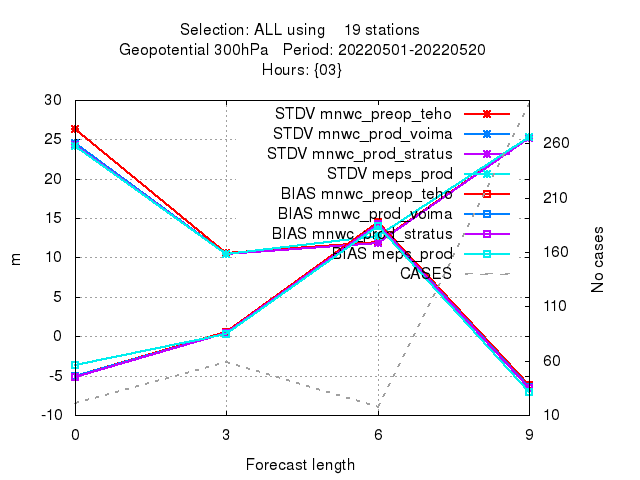 Selection: ALL using 19 stations
Geopotential 300hPa Period: 20220501-20220520
Hours: {03}
STDV mnwc_preop_teho
STDV mnwc_prod_voima
STDV mnwc_prod_stratus
STDV meps_prod
BIAS mnwc_preop_teho
BIAS mnwc_prod_voima
BIAS mnwc_prod_stratus
BIAS meps_prod
CASES
30
25
20
15
10
5
0
-5
-10
m
260
210
160
110
60
10
No cases
0 3 6 9
Forecast length